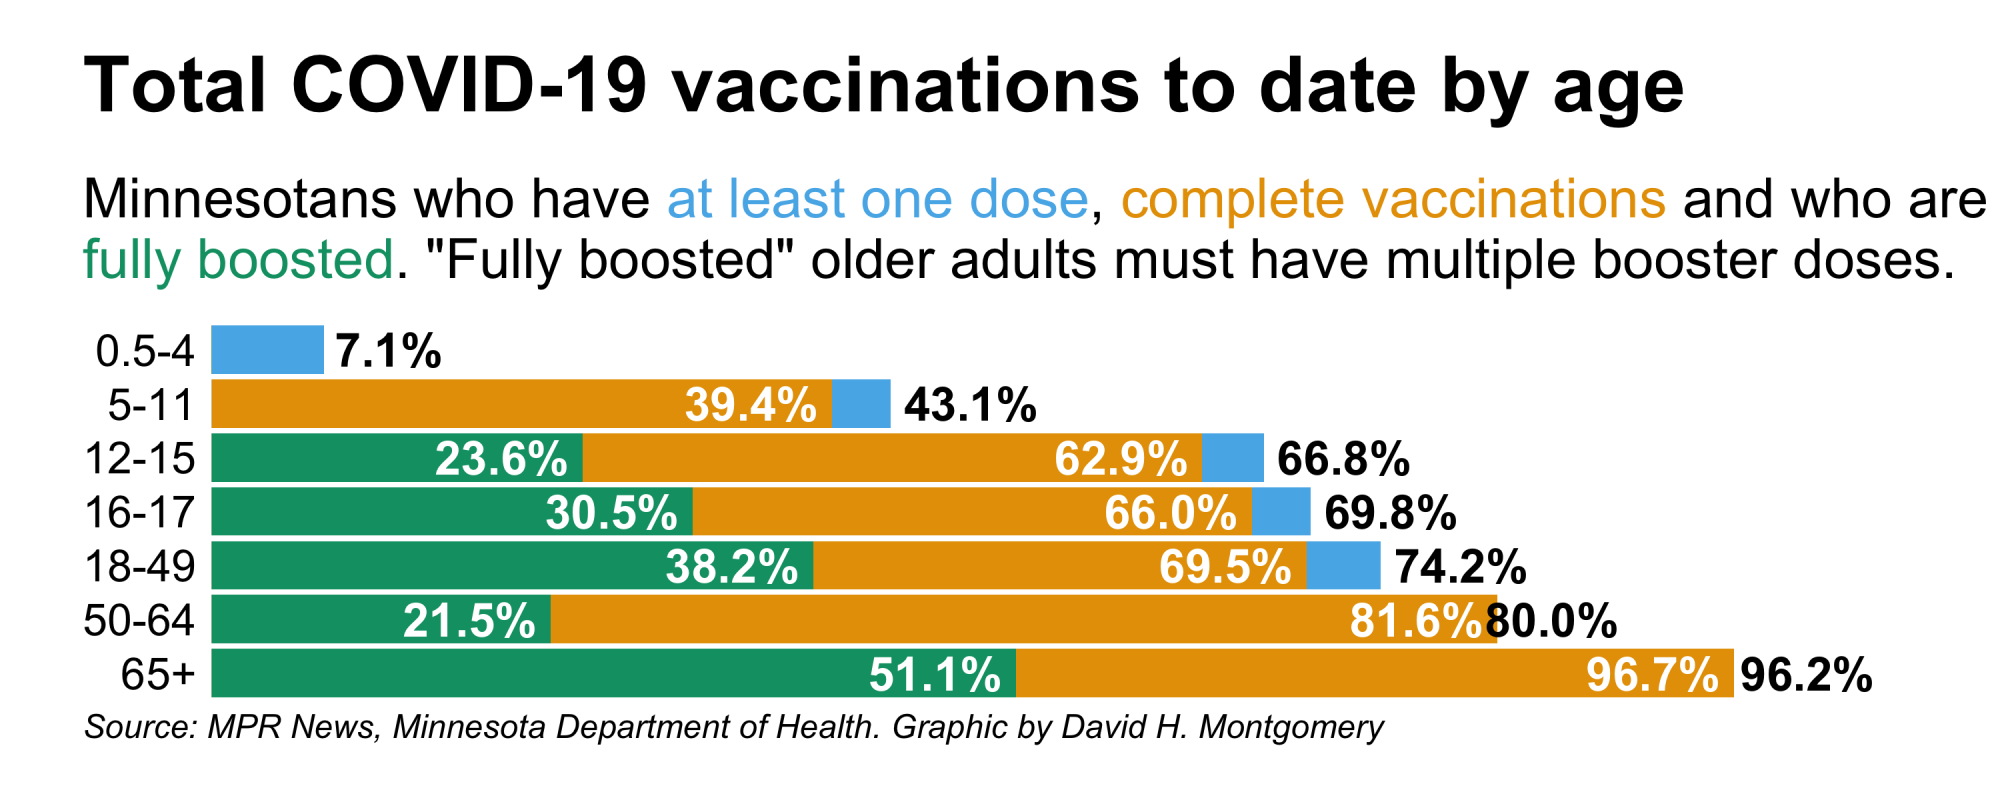 Total COVID-19 vaccinations to date by age
Minnesotans who have at least one dose, complete vaccinations and who are
fully boosted. "Fully boosted" older adults must have multiple booster doses.
0.5-4 7.1%
5-11 39.4% 43.1%
12-15 23.6% 62.9% 66.8%
16-17 30.5% 66.0% 69.8%
18-49 38.2% 69.5% 74.2%
50-64 21.5% 81.6% 80.0%
65+ 51.1% 96.7% 96.2%
Source: MPR News, Minnesota Department of Health. Graphic by David H. Montgomery